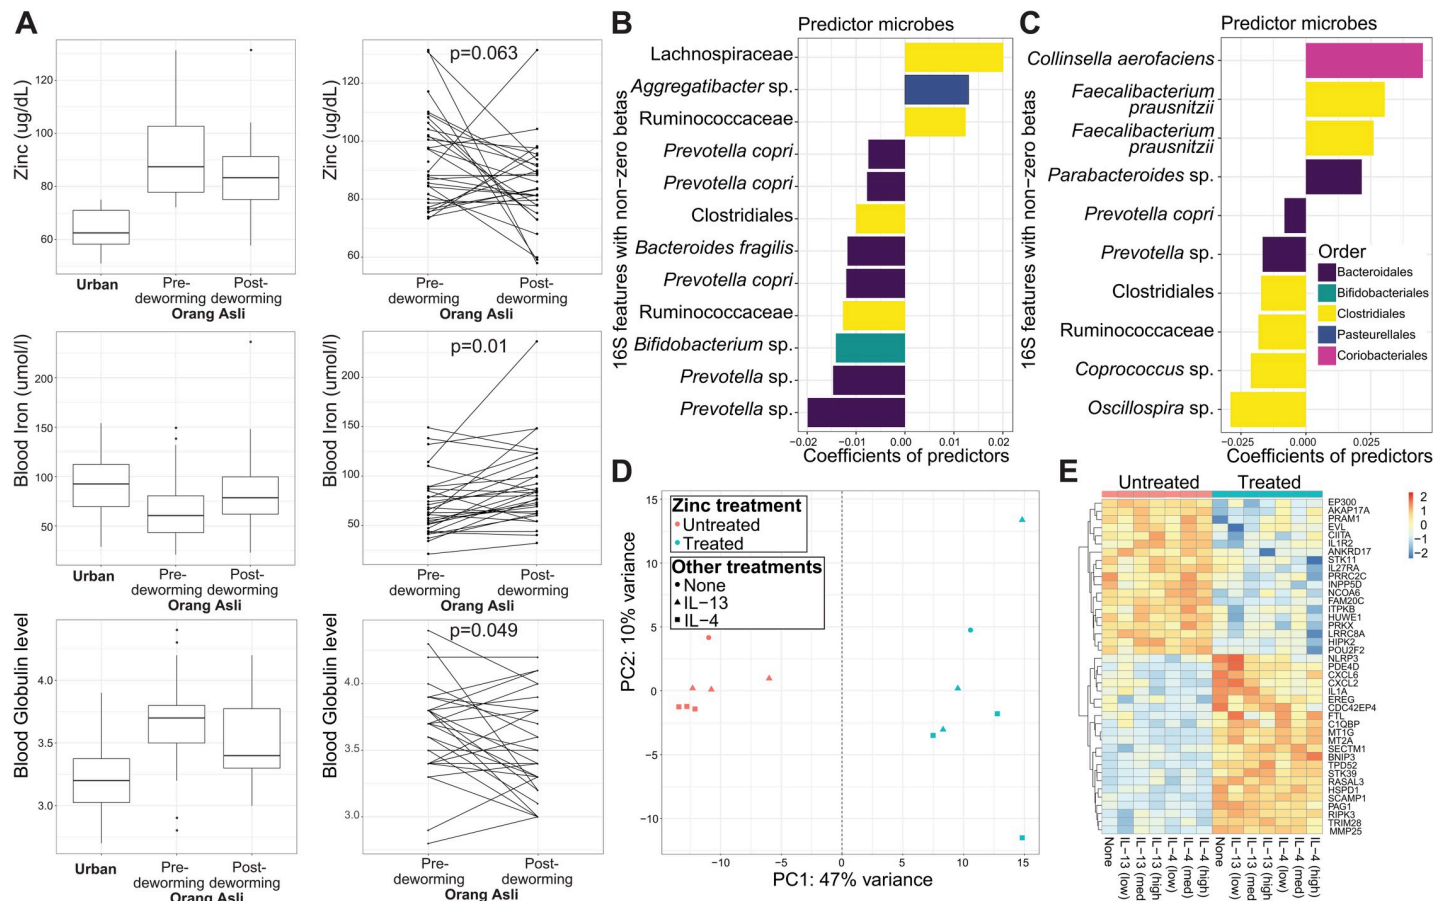 A
Zinc (ug/dL)
120
100
80
60
Urban
Pre-
deworming
Post-
deworming
Orang Asli
p=0.063
120
100
80
60
Pre-
deworming
Post-
deworming
Orang Asli
Blood Iron (umol/l)
200
150
100
50
Urban
Pre-
deworming
Post-
deworming
Orang Asli
Blood Iron (umol/l)
p=0.01
200
150
100
50
Pre-
deworming
Post-
deworming
Orang Asli
Blood Globulin level
4.0
3.5
3.0
Urban
Pre-
deworming
Post-
deworming
Orang Asli
Blood Globulin level
p=0.049
4.0
3.5
3.0
Pre-
deworming
Post-
deworming
Orang Asli
Zinc (ug/dL)
B
Predictor microbes
16S features with non-zero betas
Lachnospiraceae
Aggregatibacter sp.
Ruminococcaceae
Prevotella copri
Prevotella copri
Clostridiales
Bacteroides fragilis
Prevotella copri
Ruminococcaceae
Bifidobacterium sp.
Prevotella sp.
Prevotella sp.
−0.02 −0.01 0.00 0.01 0.02
Coefficients of predictors
C
Predictor microbes
16S features with non-zero betas
Collinsella aerofaciens
Faecalibacterium
prausnitzii
Faecalibacterium
prausnitzii
Parabacteroides sp.
Prevotella copri
Prevotella sp.
Clostridiales
Ruminococcaceae
Coprococcus sp.
Oscillospira sp.
Order
Bacteroidales
Bifidobacteriales
Clostridiales
Pasteurellales
Coriobacteriales
−0.025 0.000 0.025
Coefficients of predictors
D
PC2: 10% variance
15
10
5
0
−5
−10
Zinc treatment
Untreated
Treated
Other treatments
None
IL−13
IL−4
−10 −5 0 5 10 15
PC1: 47% variance
E
Untreated Treated
2
1
0
−1
−2
EP300
AKAP17A
PRAM1
EVL
CIITA
IL1R2
ANKRD17
STK11
IL27RA
PRRC2C
INPP5D
NCOA6
FAM20C
ITPKB
HUWE1
PRKX
LRRC8A
HIPK2
POU2F2
NLRP3
PDE4D
CXCL6
CXCL2
IL1A
EREG
CDC42EP4
FTL
C1QBP
MT1G
MT2A
SECTM1
BNIP3
TPD52
STK39
RASAL3
HSPD1
SCAMP1
PAG1
RIPK3
TRIM28
MMP25
None
IL−13 (low)
IL−13 (med
IL−13 (high
IL−4 (low)
IL−4 (med)
IL−4 (high)
None
IL−13 (low)
IL−13 (med
IL−13 (high
IL−4 (low)
IL−4 (med)
IL−4 (high)